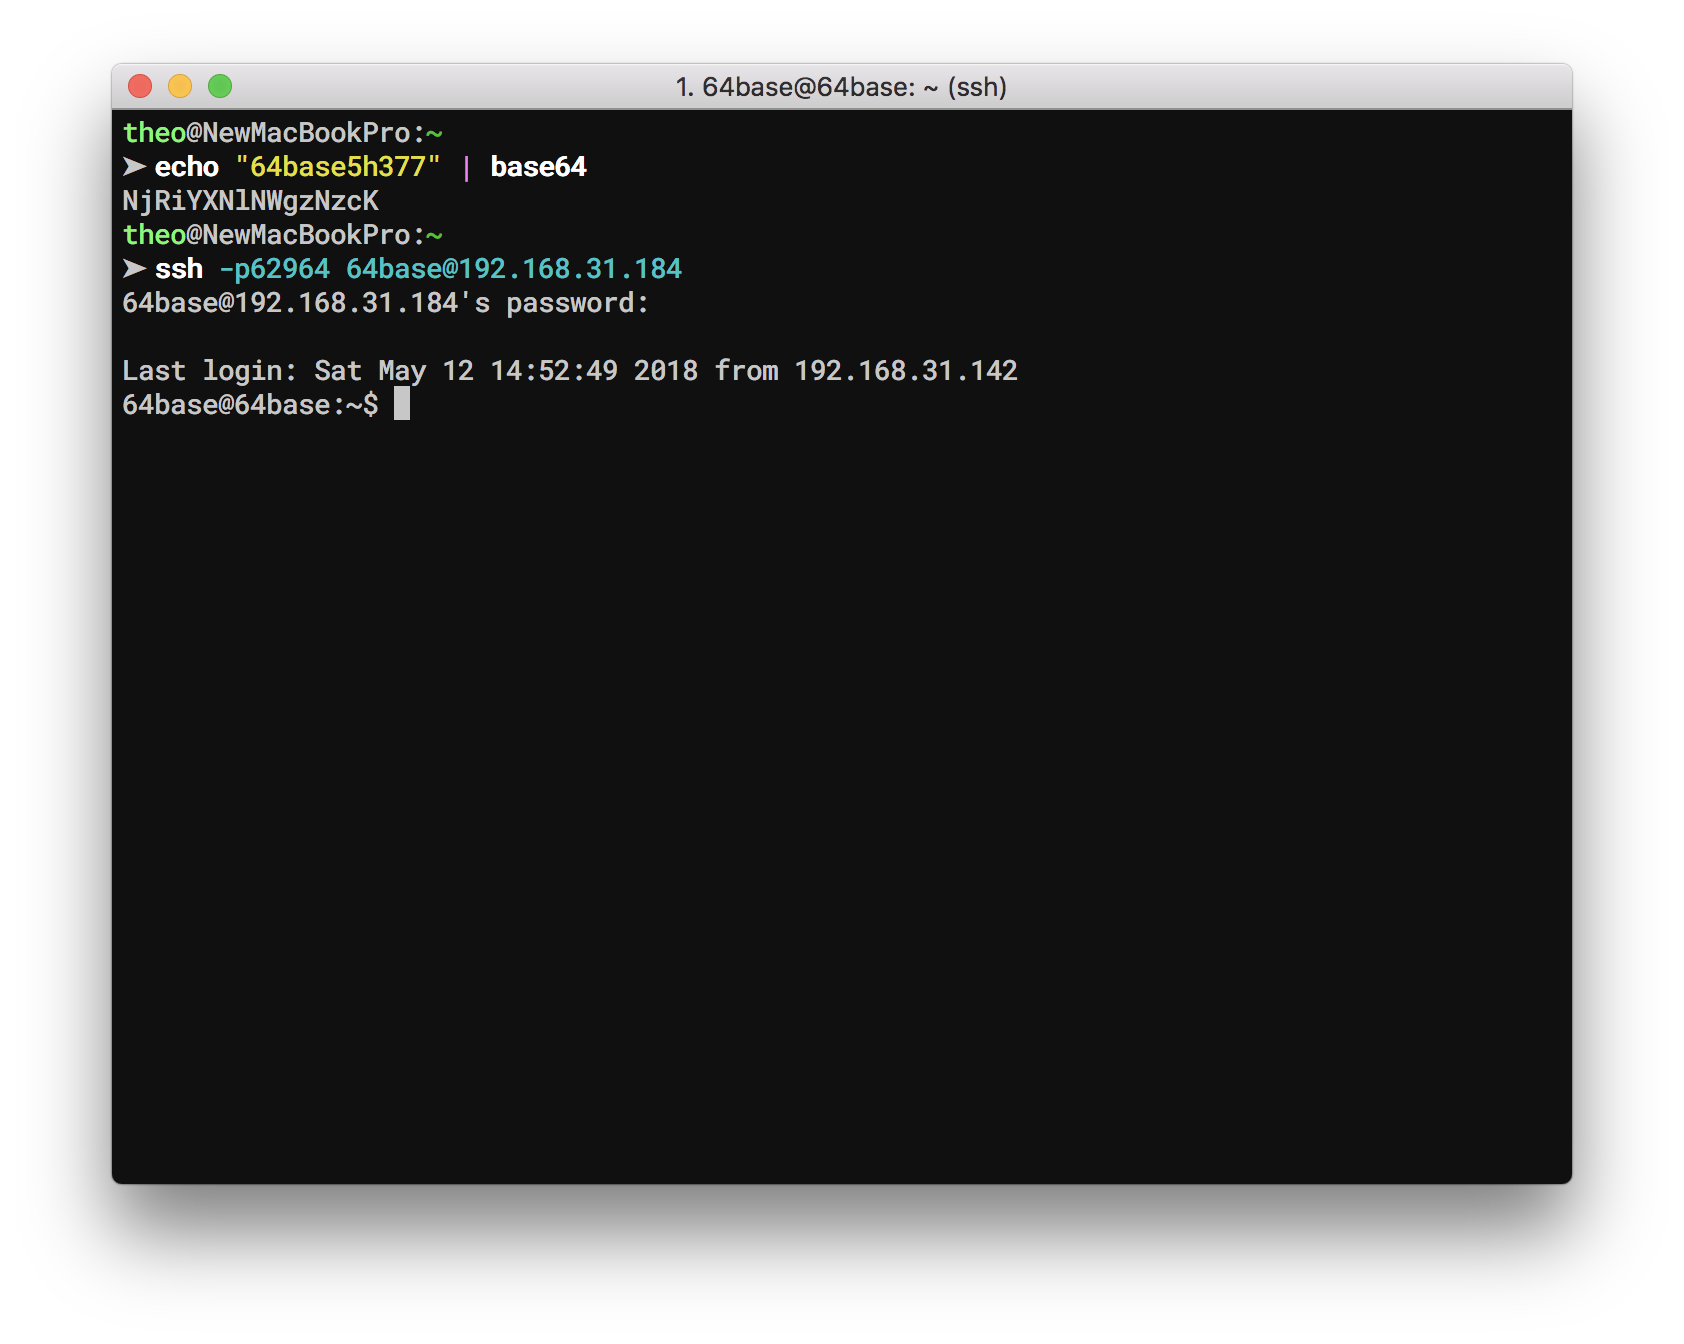 1. 64base@64base: ~ (ssh)
theo@NewMacBookPro:~
➤ echo "64base5h377" | base64
NjRiYXNlNWgzNzcK
theo@NewMacBookPro:~
➤ ssh -p62964 64base@192.168.31.184
64base@192.168.31.184's password:
Last login: Sat May 12 14:52:49 2018 from 192.168.31.142
64base@64base:~$